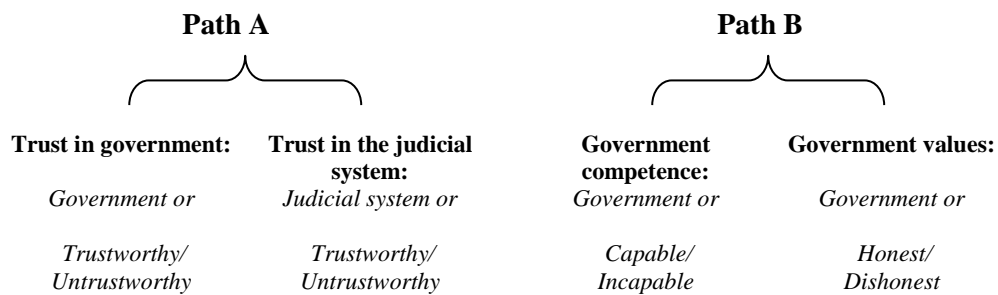 Path A
Path B
Trust in government:
Government or
Trustworthy/
Untrustworthy
Trust in the judicial
system:
Judicial system or
Trustworthy/
Untrustworthy
Government
competence:
Government or
Capable/
Incapable
Government values:
Government or
Honest/
Dishonest